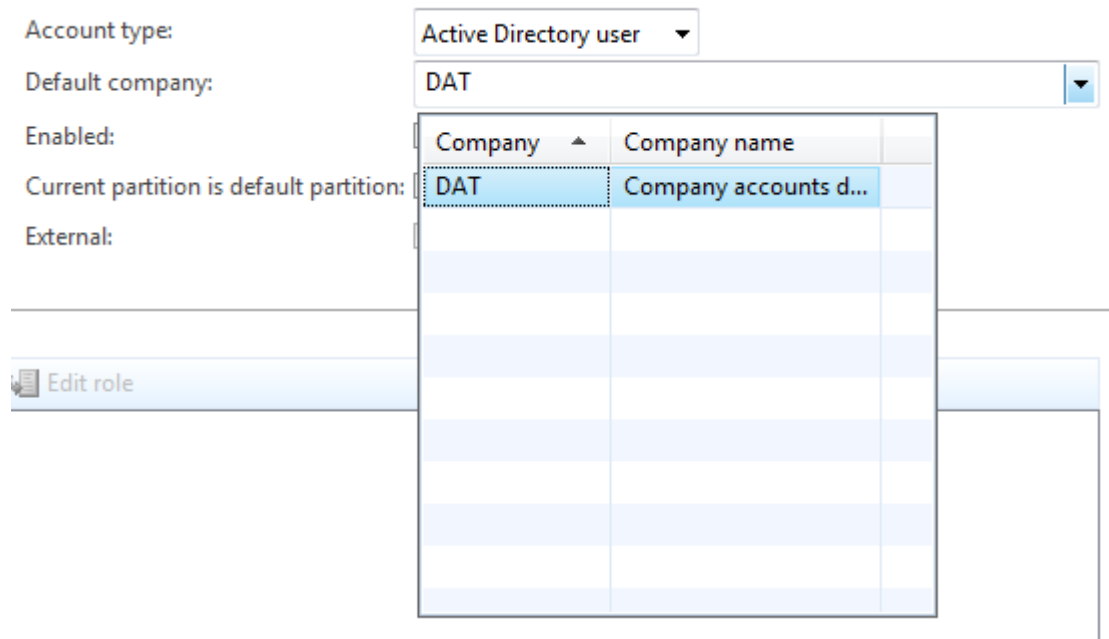 Account type: Active Directory user
Default company: DAT
Enabled:
Company Company name
Current partition is default partition: DAT Company accounts d...
External:
Edit role